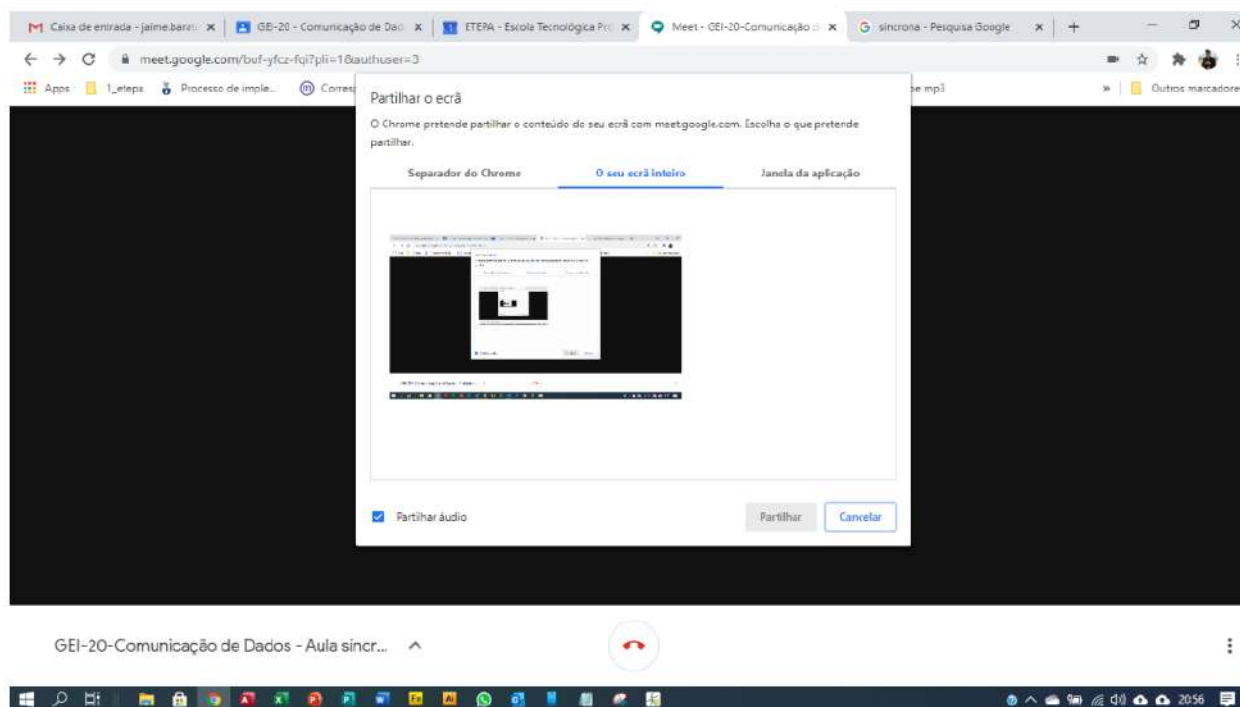 Caixa de entrada - jaime.barr
GEI-20 - Comunicação de Dad
ETEPA - Escola Tecnológica Pro
Meet - GEI-20-Comunicação d
sincrona - Pesquisa Google
meet.google.com/buf-yfcz-fqi?pli=1&authuser=3
Apps
1_etepa
Processo de imple...
Corres
be mp3
Outros marcadore
Partilhar o ecrã
O Chrome pretende partilhar o conteúdo do seu ecrã com meet.google.com. Escolha o que pretende
partilhar.
Separador do Chrome
O seu ecrã inteiro
Janela da aplicação
Partilhar áudio
Partilhar
Cancelar
GEI-20-Comunicação de Dados - Aula sincr...
20:56